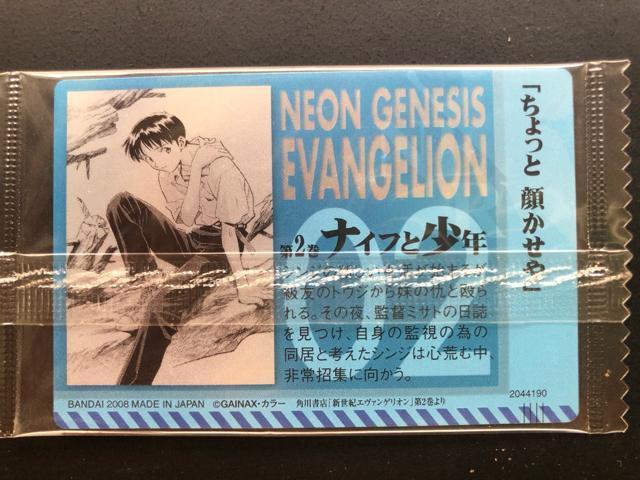 NEON GENESIS
EVANGELION
「ちょっと 顔かせや」
02
第2巻 ナイフと少年
級友のトウジから妹の仇と殴ら
れる。その夜、監督ミサトの日誌
を見つけ、自身の監視の為の
同居と考えたシンジは心荒む中、
非常招集に向かう。
2044190
BANDAI 2008 MADE IN JAPAN ©GAINAX・カラー 角川書店「新世紀エヴァンゲリオン」第2巻より